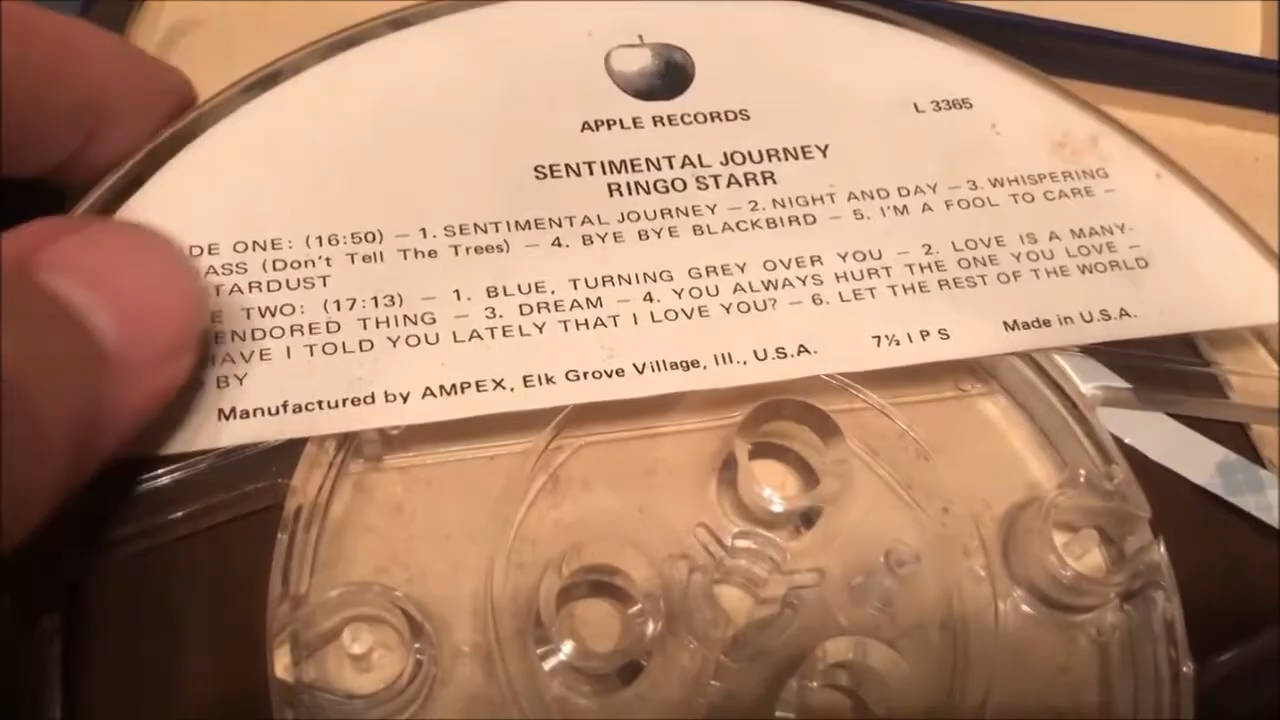 APPLE RECORDS
L 3365
SENTIMENTAL JOURNEY
RINGO STARR
DE ONE: (16:50) – 1. SENTIMENTAL JOURNEY – 2. NIGHT AND DAY – 3. WHISPERING
ASS (Don't Tell The Trees) – 4. BYE BYE BLACKBIRD – 5. I'M A FOOL TO CARE –
TARDUST
E TWO: (17:13) – 1. BLUE, TURNING GREY OVER YOU – 2. LOVE IS A MANY-
ENDORED THING – 3. DREAM – 4. YOU ALWAYS HURT THE ONE YOU LOVE –
HAVE I TOLD YOU LATELY THAT I LOVE YOU? – 6. LET THE REST OF THE WORLD
BY
Manufactured by AMPEX, Elk Grove Village, Ill., U.S.A.
7½ I P S
Made in U.S.A.